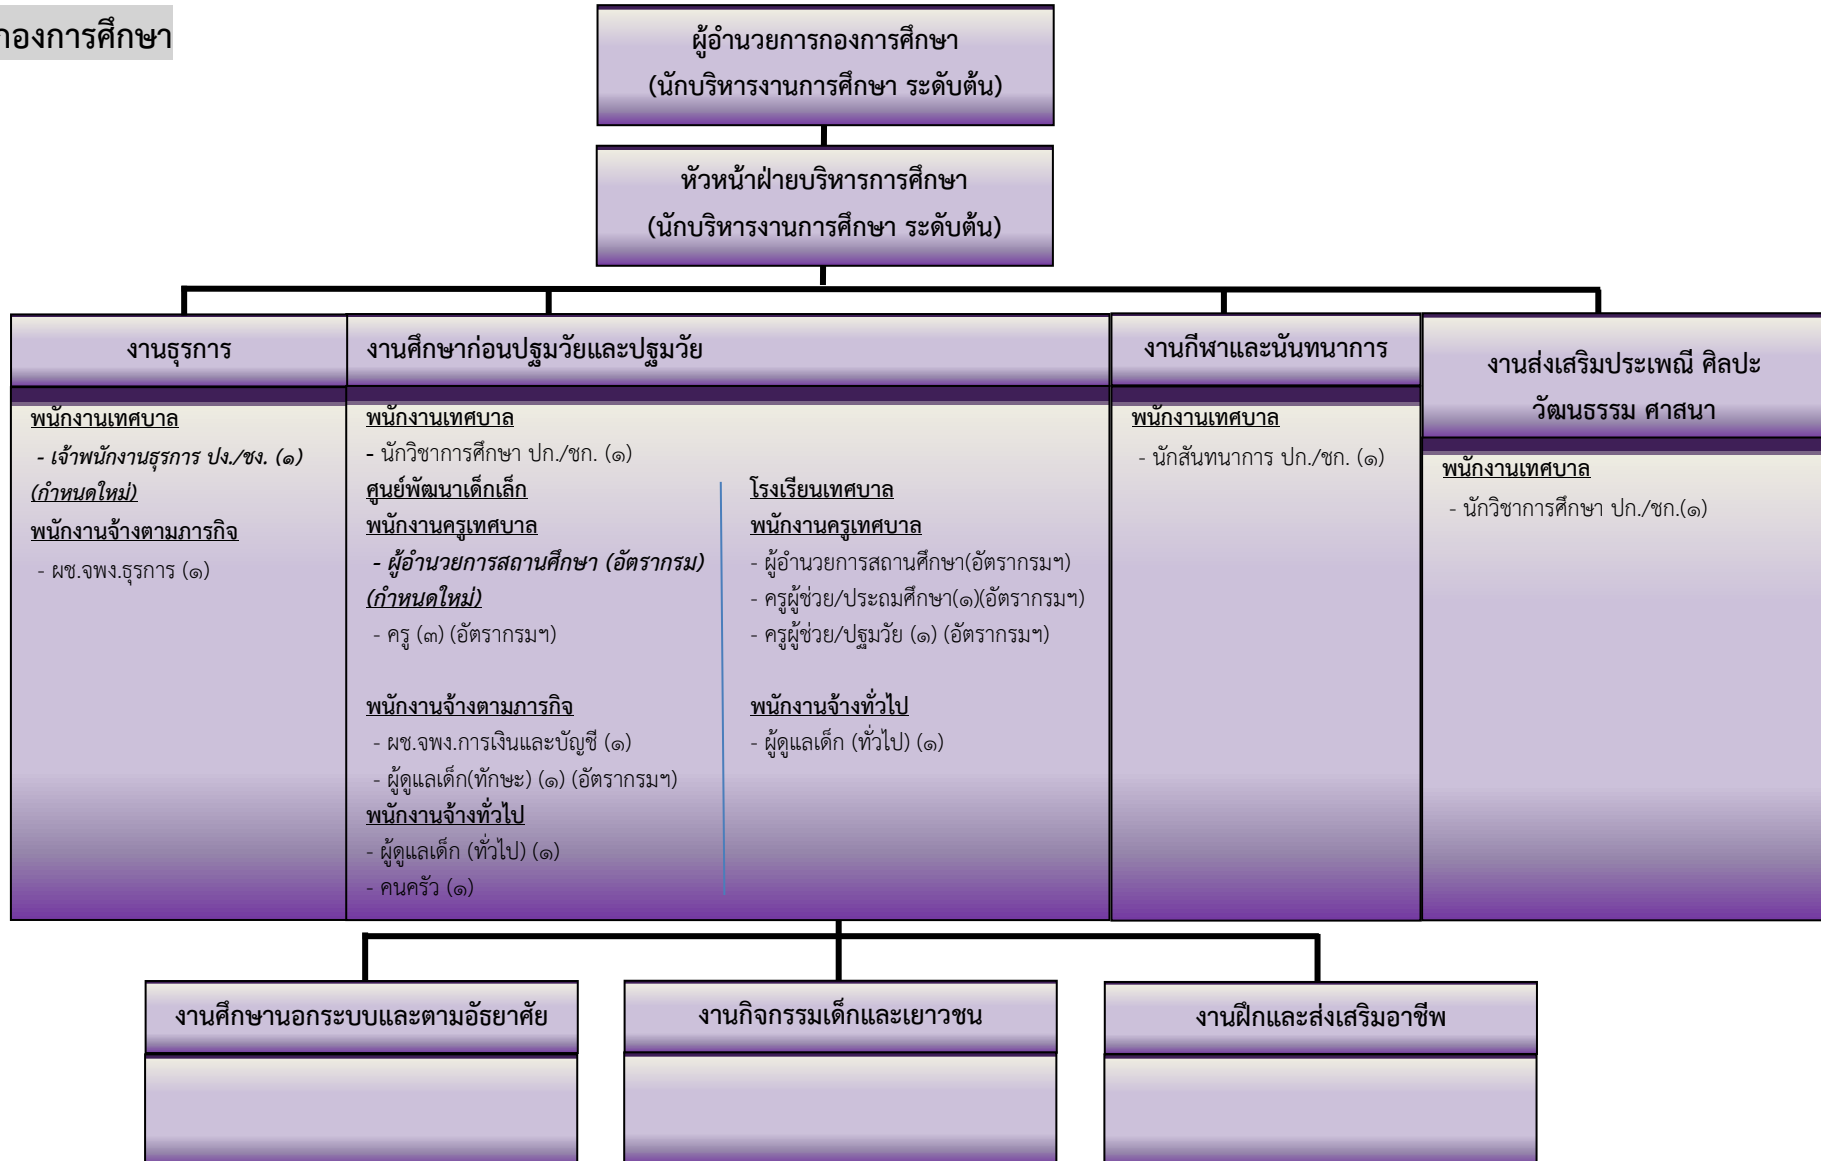 กองการศึกษา
ผู้อำนวยการกองการศึกษา
(นักบริหารงานการศึกษา ระดับต้น)
หัวหน้าฝ่ายบริหารการศึกษา
(นักบริหารงานการศึกษา ระดับต้น)
งานธุรการ
พนักงานเทศบาล
- เจ้าพนักงานธุรการ ปง./ชง. (๑)
(กำหนดใหม่)
พนักงานจ้างตามภารกิจ
- ผช.จพง.ธุรการ (๑)
งานศึกษาก่อนปฐมวัยและปฐมวัย
พนักงานเทศบาล
- นักวิชาการศึกษา ปก./ชก. (๑)
ศูนย์พัฒนาเด็กเล็ก
พนักงานครูเทศบาล
- ผู้อำนวยการสถานศึกษา (อัตรากรม)
(กำหนดใหม่)
- ครู (๓) (อัตรากรมฯ)
พนักงานจ้างตามภารกิจ
- ผช.จพง.การเงินและบัญชี (๑)
- ผู้ดูแลเด็ก(ทักษะ) (๑) (อัตรากรมฯ)
พนักงานจ้างทั่วไป
- ผู้ดูแลเด็ก (ทั่วไป) (๑)
- คนครัว (๑)
โรงเรียนเทศบาล
พนักงานครูเทศบาล
- ผู้อำนวยการสถานศึกษา(อัตรากรมฯ)
- ครูผู้ช่วย/ประถมศึกษา(๑)(อัตรากรมฯ)
- ครูผู้ช่วย/ปฐมวัย (๑) (อัตรากรมฯ)
พนักงานจ้างทั่วไป
- ผู้ดูแลเด็ก (ทั่วไป) (๑)
งานกีฬาและนันทนาการ
พนักงานเทศบาล
- นักสันทนาการ ปก./ชก. (๑)
งานส่งเสริมประเพณี ศิลปะ
วัฒนธรรม ศาสนา
พนักงานเทศบาล
- นักวิชาการศึกษา ปก./ชก.(๑)
งานศึกษานอกระบบและตามอัธยาศัย
งานกิจกรรมเด็กและเยาวชน
งานฝึกและส่งเสริมอาชีพ